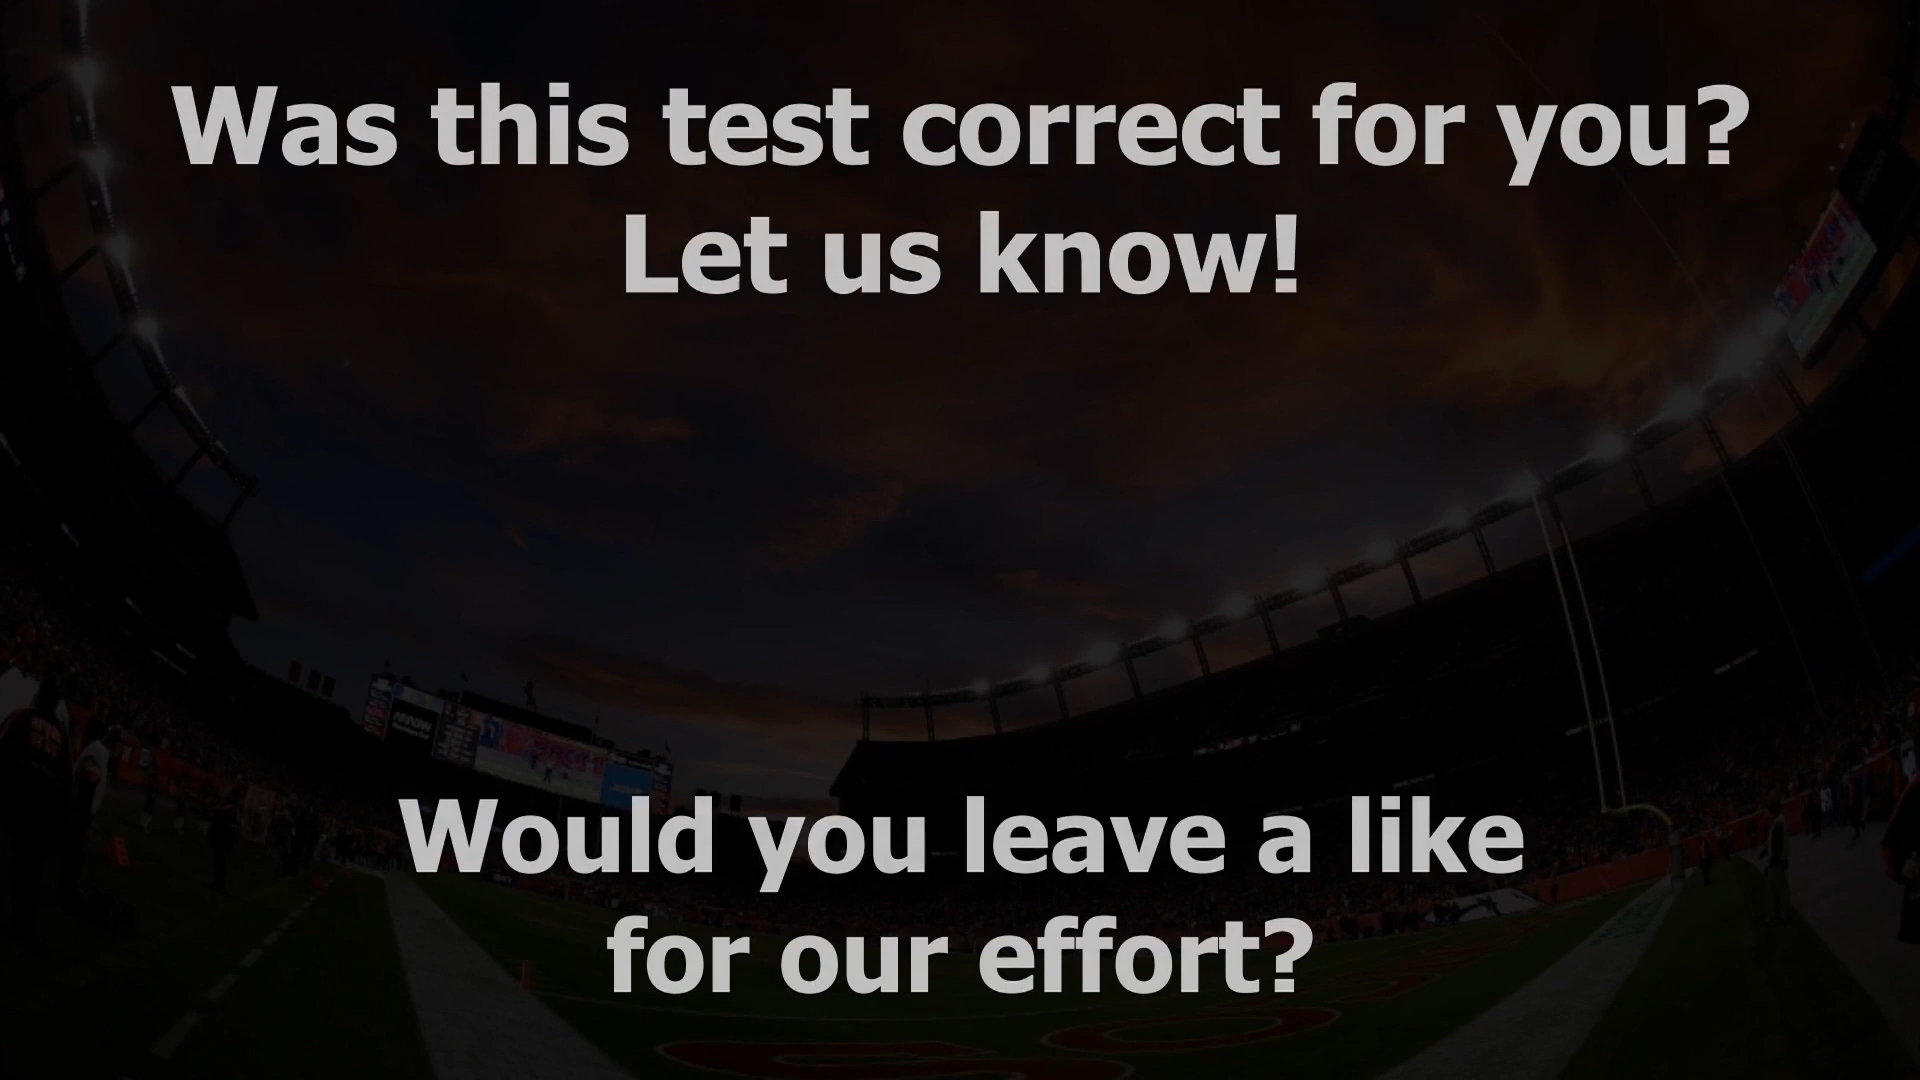 Was this test correct for you?
Let us know!
Would you leave a like
for our effort?